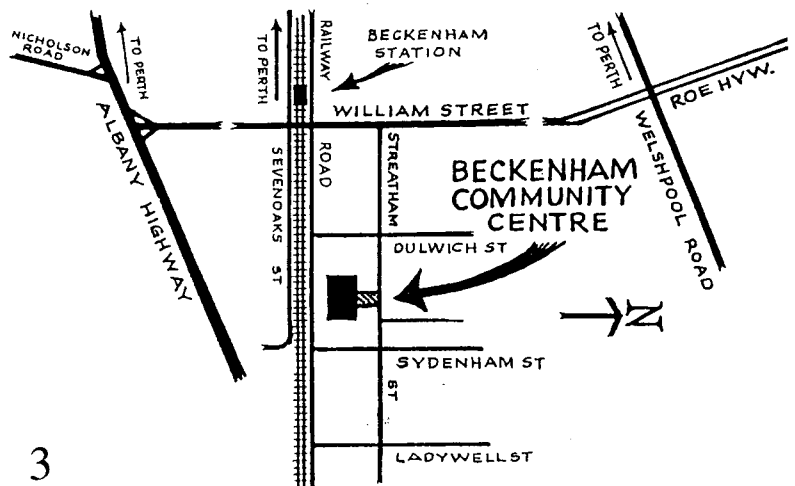 NICHOLSON
ROAD
TO PERTH
ALBANY HIGHWAY
TO PERTH
RAILWAY
ROAD
BECKENHAM
STATION
WILLIAM STREET
TO PERTH
ROE HYW.
WELSHPOOL ROAD
SEVENOAKS ST
STREATHAM
ST
BECKENHAM
COMMUNITY
CENTRE
DULWICH ST
N
SYDENHAM ST
LADYWELL ST
3